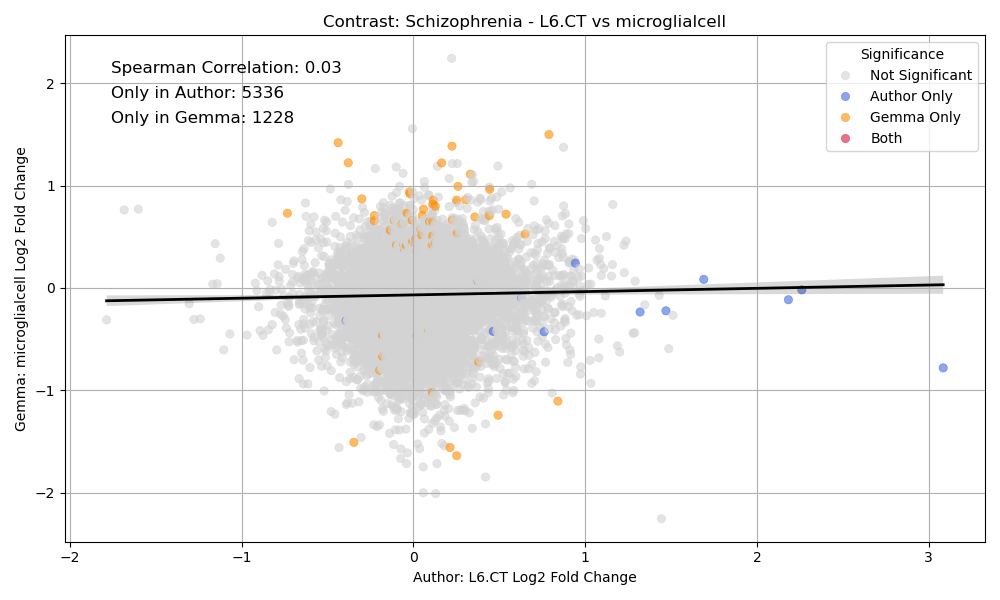 Contrast: Schizophrenia - L6.CT vs microglialcell
Spearman Correlation: 0.03
Only in Author: 5336
Only in Gemma: 1228
Significance
Not Significant
Author Only
Gemma Only
Both
Gemma: microglialcell Log2 Fold Change
2
1
0
−1
−2
−2 −1 0 1 2 3
Author: L6.CT Log2 Fold Change